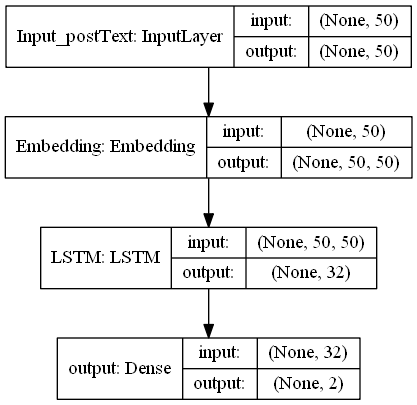 Input_postText: InputLayer
input: (None, 50)
output: (None, 50)
Embedding: Embedding
input: (None, 50)
output: (None, 50, 50)
LSTM: LSTM
input: (None, 50, 50)
output: (None, 32)
output: Dense
input: (None, 32)
output: (None, 2)